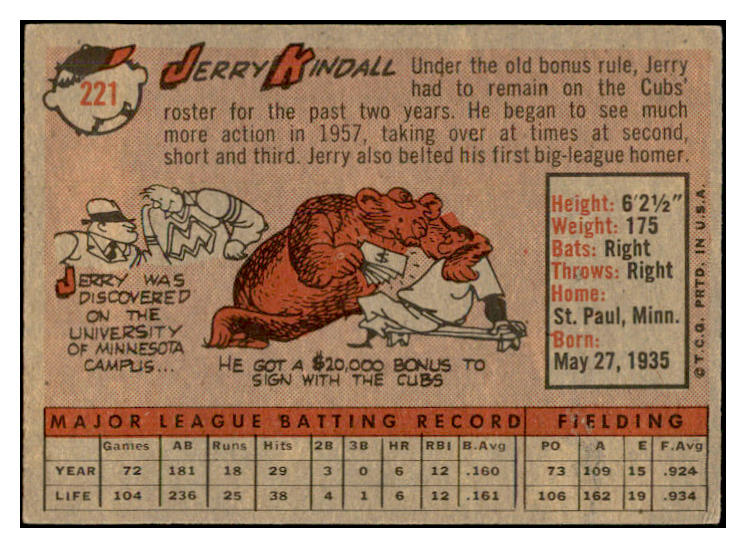 221
JERRY KINDALL
Under the old bonus rule, Jerry
had to remain on the Cubs'
roster for the past two years. He began to see much
more action in 1957, taking over at times at second,
short and third. Jerry also belted his first big-league homer.
M
$
JERRY WAS
DISCOVERED
ON THE
UNIVERSITY
OF MINNESOTA
CAMPUS...
HE GOT A $20,000 BONUS TO
SIGN WITH THE CUBS
Height: 6'2½"
Weight: 175
Bats: Right
Throws: Right
Home:
St. Paul, Minn.
Born:
May 27, 1935
© T.C.G. PRTD. IN U.S.A.
MAJOR LEAGUE BATTING RECORD FIELDING
Games AB Runs Hits 2B 3B HR RBI B.Avg PO A E F.Avg
YEAR 72 181 18 29 3 0 6 12 .160 73 109 15 .924
LIFE 104 236 25 38 4 1 6 12 .161 106 162 19 .934